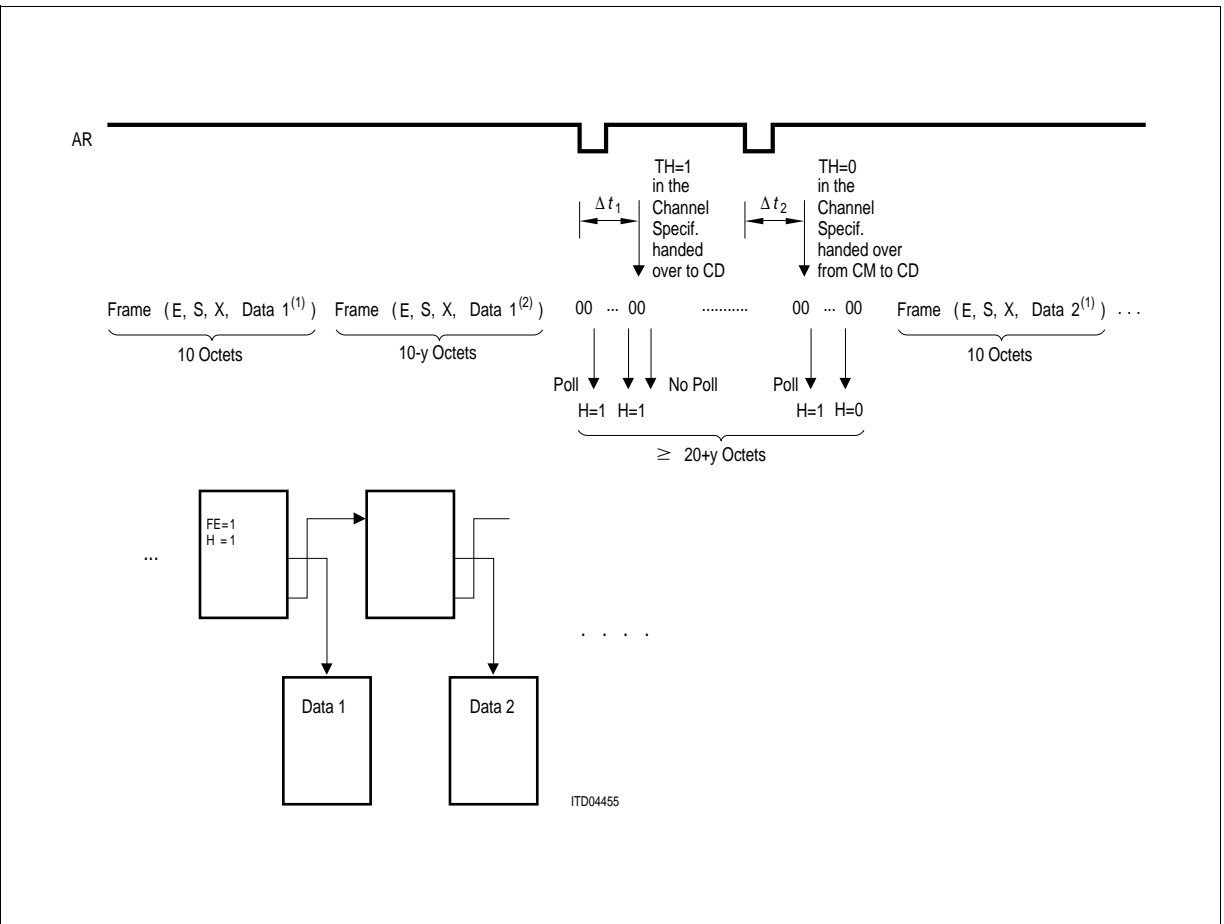 AR
TH=1
in the
Channel
Specif.
handed
over to CD
TH=0
in the
Channel
Specif.
handed over
from CM to CD
Δ t1
Δ t2
Frame (E, S, X, Data 1(1)) Frame (E, S, X, Data 1(2)) 00 ... 00 ........... 00 ... 00 Frame (E, S, X, Data 2(1)) . . .
10 Octets 10-y Octets 10 Octets
Poll No Poll Poll
H=1 H=1 H=1 H=0
≥ 20+y Octets
FE=1
H =1
...
. . . .
Data 1 Data 2
ITD04455